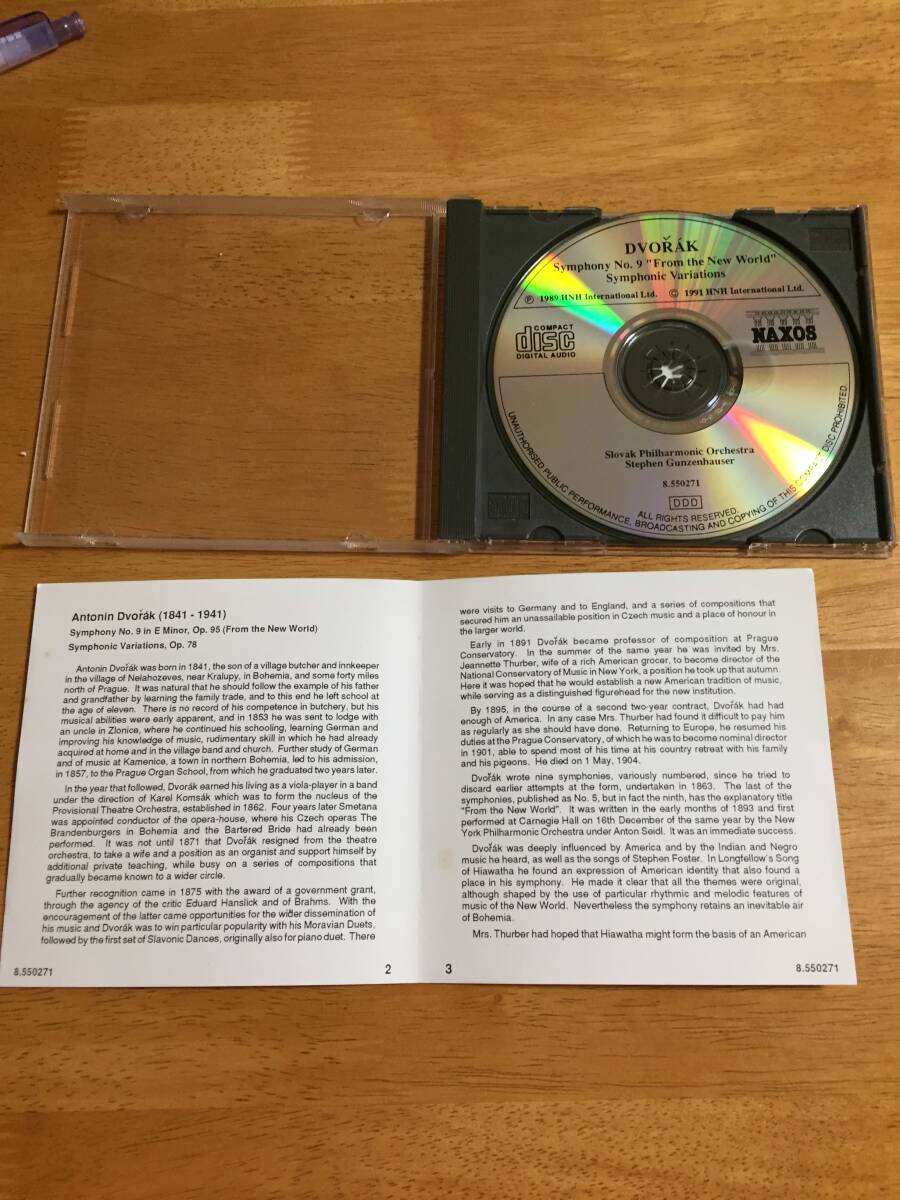 DVOŘÁK
Symphony No. 9 "From the New World"
Symphonic Variations
Ⓟ 1989 HNH International Ltd. © 1991 HNH International Ltd.
COMPACT
disc
DIGITAL AUDIO
NAXOS
Slovak Philharmonic Orchestra
Stephen Gunzenhauser
8.550271
DDD
ALL RIGHTS RESERVED.
UNAUTHORISED PUBLIC PERFORMANCE, BROADCASTING AND COPYING OF THIS COMPACT DISC PROHIBITED.
Antonin Dvořák (1841 - 1941)
Symphony No. 9 in E Minor, Op. 95 (From the New World)
Symphonic Variations, Op. 78
Antonin Dvořák was born in 1841, the son of a village butcher and innkeeper
in the village of Nelahozeves, near Kralupy, in Bohemia, and some forty miles
north of Prague. It was natural that he should follow the example of his father
and grandfather by learning the family trade, and to this end he left school at
the age of eleven. There is no record of his competence in butchery, but his
musical abilities were early apparent, and in 1853 he was sent to lodge with
an uncle in Zlonice, where he continued his schooling, learning German and
improving his knowledge of music, rudimentary skill in which he had already
acquired at home and in the village band and church. Further study of German
and of music at Kamenice, a town in northern Bohemia, led to his admission,
in 1857, to the Prague Organ School, from which he graduated two years later.
In the year that followed, Dvořák earned his living as a viola-player in a band
under the direction of Karel Komsák which was to form the nucleus of the
Provisional Theatre Orchestra, established in 1862. Four years later Smetana
was appointed conductor of the opera-house, where his Czech operas The
Brandenburgers in Bohemia and the Bartered Bride had already been
performed. It was not until 1871 that Dvořák resigned from the theatre
orchestra, to take a wife and a position as an organist and support himself by
additional private teaching, while busy on a series of compositions that
gradually became known to a wider circle.
Further recognition came in 1875 with the award of a government grant,
through the agency of the critic Eduard Hanslick and of Brahms. With the
encouragement of the latter came opportunities for the wider dissemination of
his music and Dvořák was to win particular popularity with his Moravian Duets,
followed by the first set of Slavonic Dances, originally also for piano duet. There
8.550271
2
were visits to Germany and to England, and a series of compositions that
secured him an unassailable position in Czech music and a place of honour in
the larger world.
Early in 1891 Dvořák became professor of composition at Prague
Conservatory. In the summer of the same year he was invited by Mrs.
Jeannette Thurber, wife of a rich American grocer, to become director of the
National Conservatory of Music in New York, a position he took up that autumn.
Here it was hoped that he would establish a new American tradition of music,
while serving as a distinguished figurehead for the new institution.
By 1895, in the course of a second two-year contract, Dvořák had had
enough of America. In any case Mrs. Thurber had found it difficult to pay him
as regularly as she should have done. Returning to Europe, he resumed his
duties at the Prague Conservatory, of which he was to become nominal director
in 1901, able to spend most of his time at his country retreat with his family
and his pigeons. He died on 1 May, 1904.
Dvořák wrote nine symphonies, variously numbered, since he tried to
discard earlier attempts at the form, undertaken in 1863. The last of the
symphonies, published as No. 5, but in fact the ninth, has the explanatory title
"From the New World". It was written in the early months of 1893 and first
performed at Carnegie Hall on 16th December of the same year by the New
York Philharmonic Orchestra under Anton Seidl. It was an immediate success.
Dvořák was deeply influenced by America and by the Indian and Negro
music he heard, as well as the songs of Stephen Foster. In Longfellow's Song
of Hiawatha he found an expression of American identity that also found a
place in his symphony. He made it clear that all the themes were original,
although shaped by the use of particular rhythmic and melodic features of
music of the New World. Nevertheless the symphony retains an inevitable air
of Bohemia.
Mrs. Thurber had hoped that Hiawatha might form the basis of an American
3
8.550271